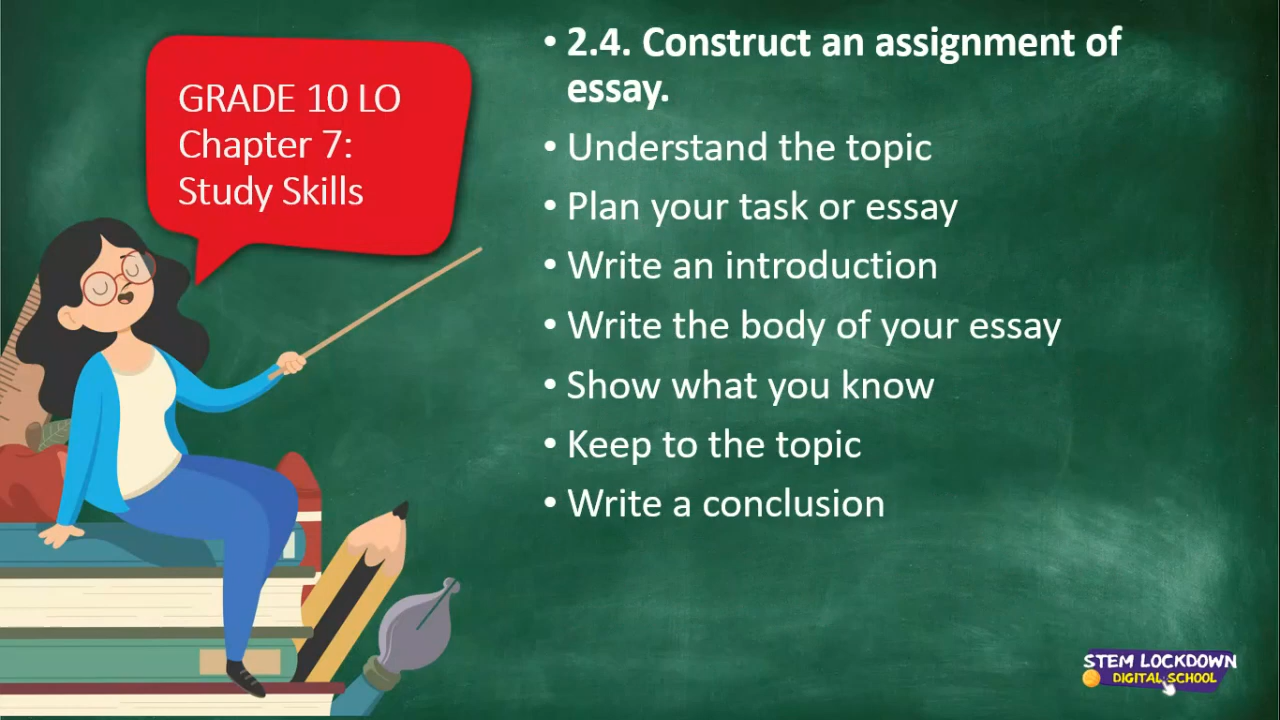 GRADE 10 LO
Chapter 7:
Study Skills
• 2.4. Construct an assignment of
essay.
• Understand the topic
• Plan your task or essay
• Write an introduction
• Write the body of your essay
• Show what you know
• Keep to the topic
• Write a conclusion
STEM LOCKDOWN
DIGITAL SCHOOL